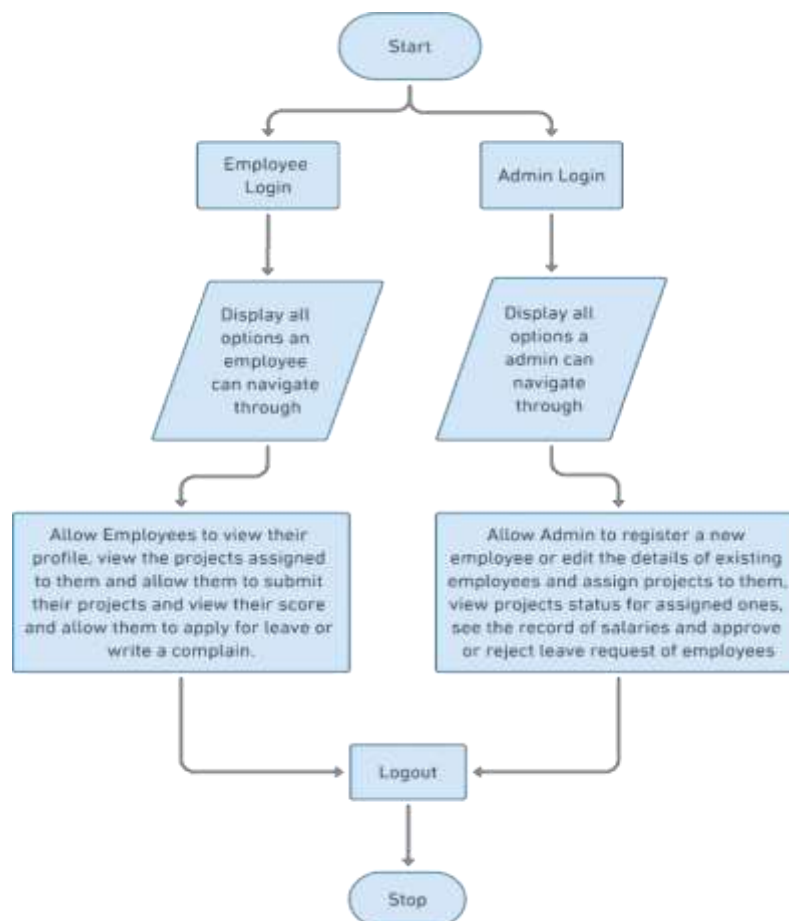 Start
Employee
Login
Admin Login
Display all
options an
employee
can navigate
through
Display all
options a
admin can
navigate
through
Allow Employees to view their
profile, view the projects assigned
to them and allow them to submit
their projects and view their score
and allow them to apply for leave or
write a complain.
Allow Admin to register a new
employee or edit the details of existing
employees and assign projects to them,
view projects status for assigned ones,
see the record of salaries and approve
or reject leave request of employees
Logout
Stop